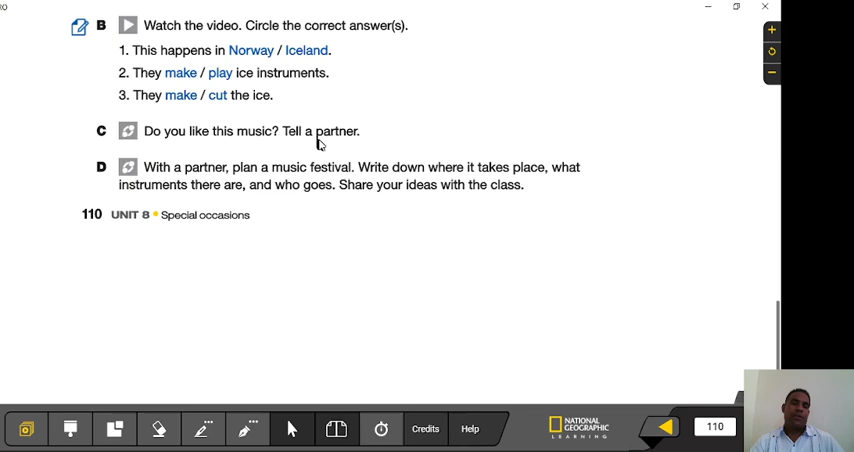 RO
B Watch the video. Circle the correct answer(s).
1. This happens in Norway / Iceland.
2. They make / play ice instruments.
3. They make / cut the ice.
C Do you like this music? Tell a partner.
D With a partner, plan a music festival. Write down where it takes place, what
instruments there are, and who goes. Share your ideas with the class.
110 UNIT 8 • Special occasions
Credits
Help
NATIONAL
GEOGRAPHIC
LEARNING
110